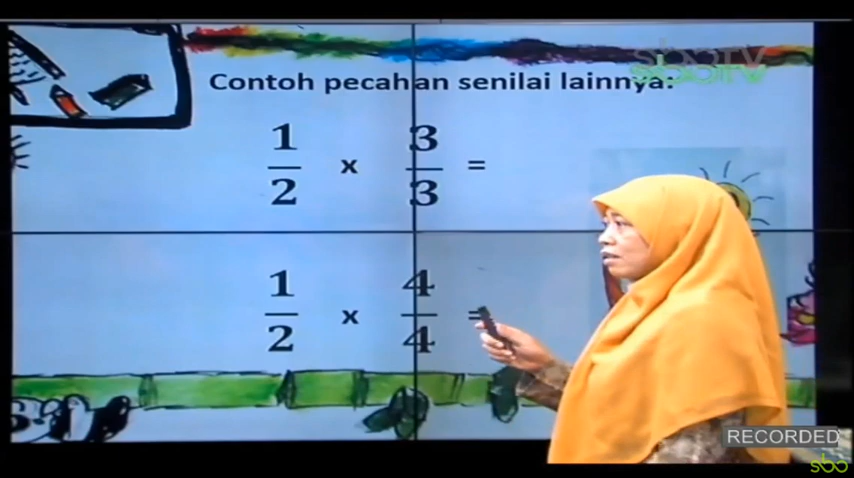 SBOTV
Contoh pecahan senilai lainnya:
1/2 x 3/3 =
1/2 x 4/4 =
RECORDED
sbo